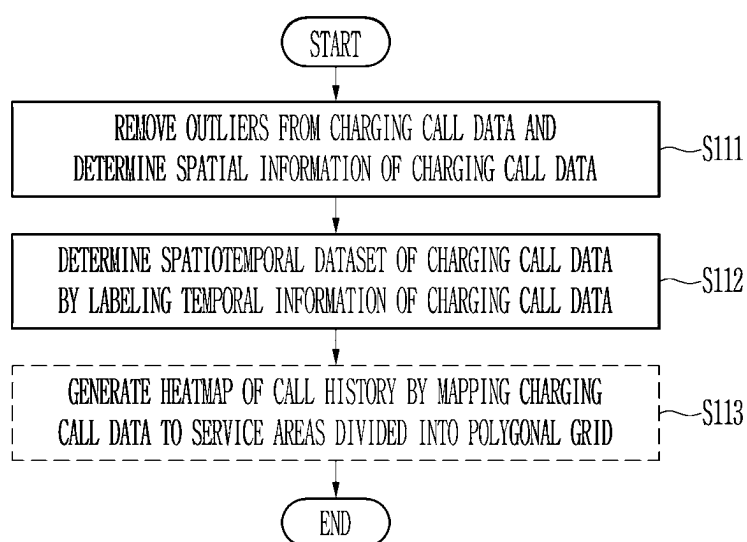 START
REMOVE OUTLIERS FROM CHARGING CALL DATA AND
DETERMINE SPATIAL INFORMATION OF CHARGING CALL DATA
S111
DETERMINE SPATIOTEMPORAL DATASET OF CHARGING CALL DATA
BY LABELING TEMPORAL INFORMATION OF CHARGING CALL DATA
S112
GENERATE HEATMAP OF CALL HISTORY BY MAPPING CHARGING
CALL DATA TO SERVICE AREAS DIVIDED INTO POLYGONAL GRID
S113
END